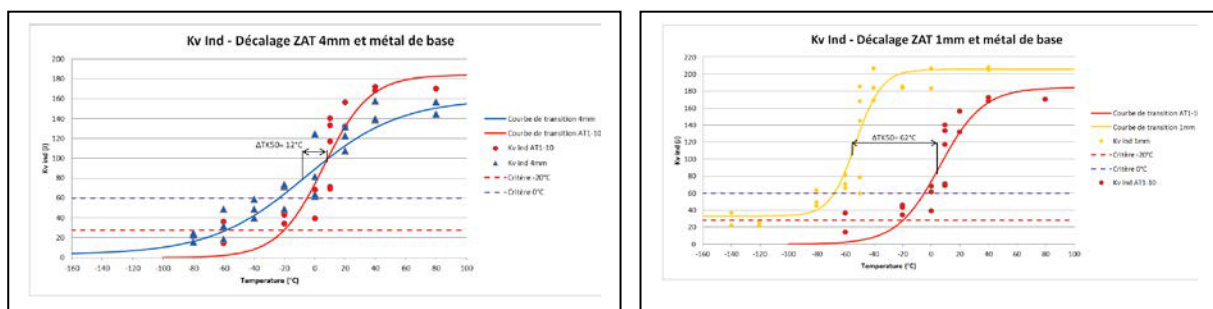 Kv Ind - Décalage ZAT 4mm et métal de base
200
180
160
140
120
100
80
60
40
20
0
Kv ind (J)
ΔTK50= 12°C
-160 -140 -120 -100 -80 -60 -40 -20 0 20 40 60 80 100
Temperature (°C)
Courbe de transition 4mm
Courbe de transition AT1-10
Kv Ind AT1-10
Kv ind 4mm
Critère -20°C
Critère 0°C
Kv Ind - Décalage ZAT 1mm et métal de base
220
200
180
160
140
120
100
80
60
40
20
0
Kv ind (J)
ΔTK50= 62°C
-160 -140 -120 -100 -80 -60 -40 -20 0 20 40 60 80 100
Temperature (°C)
Courbe de transition AT1-1
Courbe de transition 1mm
Kv Ind 1mm
Critère -20°C
Critère 0°C
Kv ind AT1-10